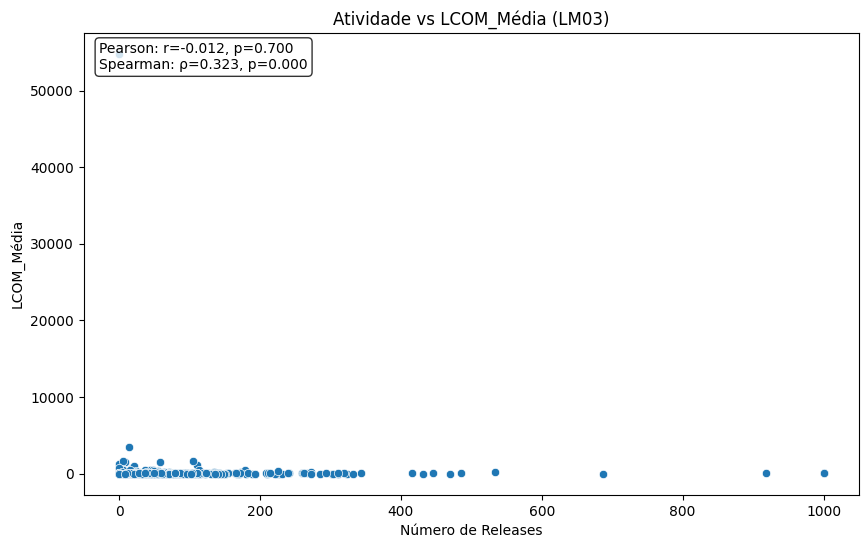 Atividade vs LCOM_Média (LM03)
Pearson: r=-0.012, p=0.700
Spearman: ρ=0.323, p=0.000
50000
40000
30000
20000
10000
0
LCOM_Média
0 200 400 600 800 1000
Número de Releases